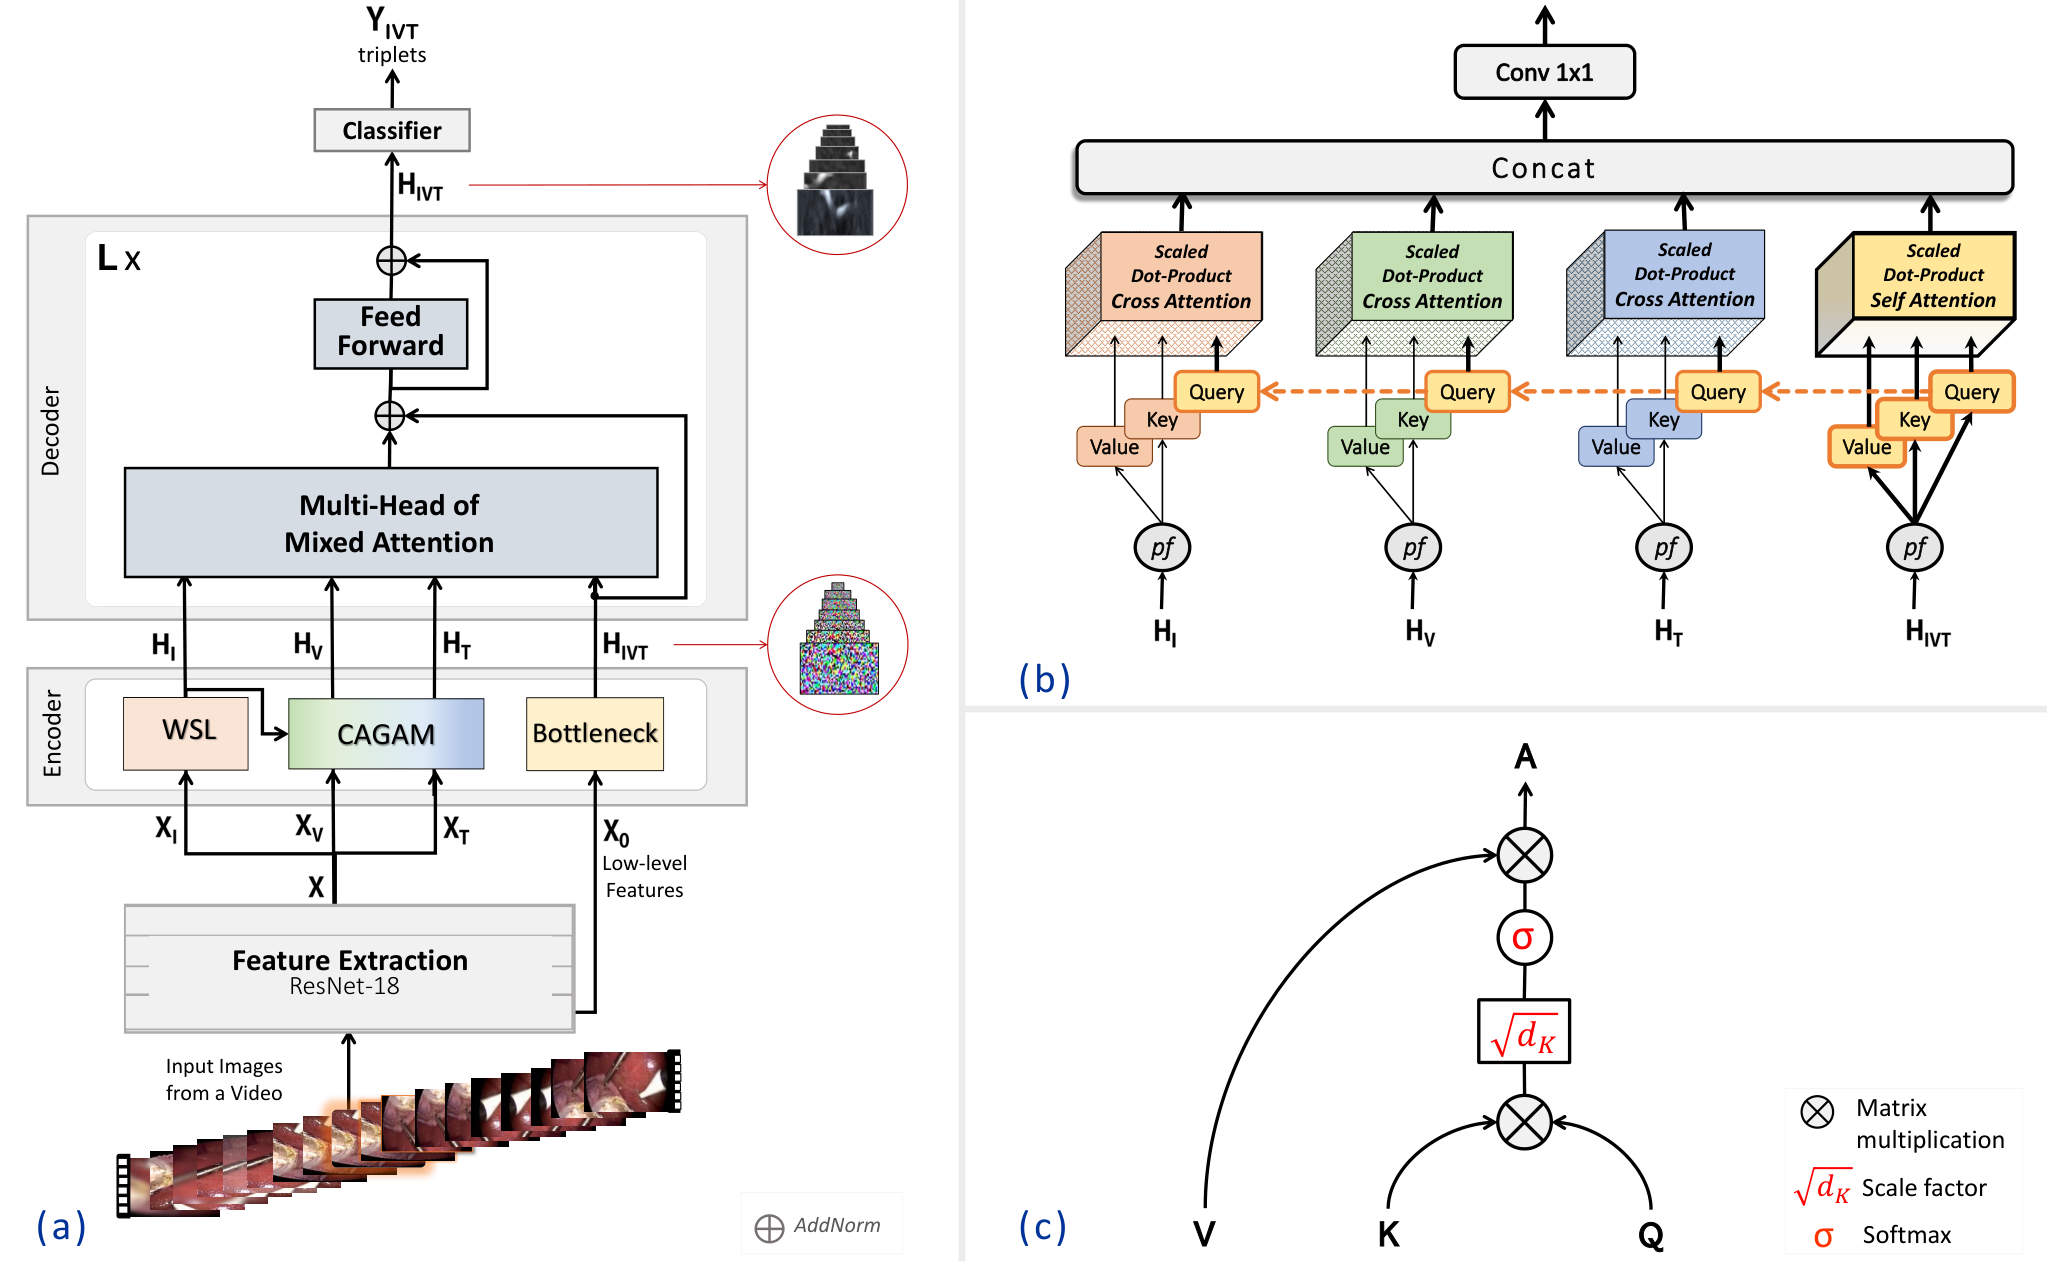 Y_IVT
triplets
Classifier
H_IVT
L x
Feed
Forward
Decoder
Multi-Head of
Mixed Attention
H_I
H_V
H_T
H_IVT
Encoder
WSL
CAGAM
Bottleneck
X_I
X_V
X_T
X_0
Low-level
Features
X
Feature Extraction
ResNet-18
Input Images
from a Video
(a)
AddNorm
Conv 1x1
Concat
Scaled
Dot-Product
Cross Attention
Scaled
Dot-Product
Cross Attention
Scaled
Dot-Product
Cross Attention
Scaled
Dot-Product
Self Attention
Query
Query
Query
Query
Key
Key
Key
Key
Value
Value
Value
Value
pf
pf
pf
pf
H_I
H_V
H_T
H_IVT
(b)
A
σ
√d_K
V
K
Q
(c)
Matrix
multiplication
√d_K Scale factor
σ Softmax